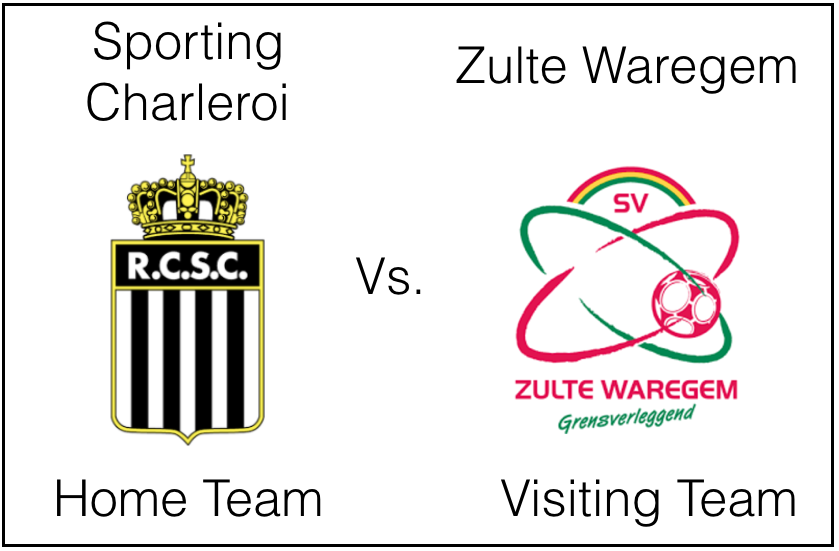 Sporting
Charleroi
Zulte Waregem
R.C.S.C.
Vs.
SV
ZULTE WAREGEM
Grensverleggend
Home Team
Visiting Team